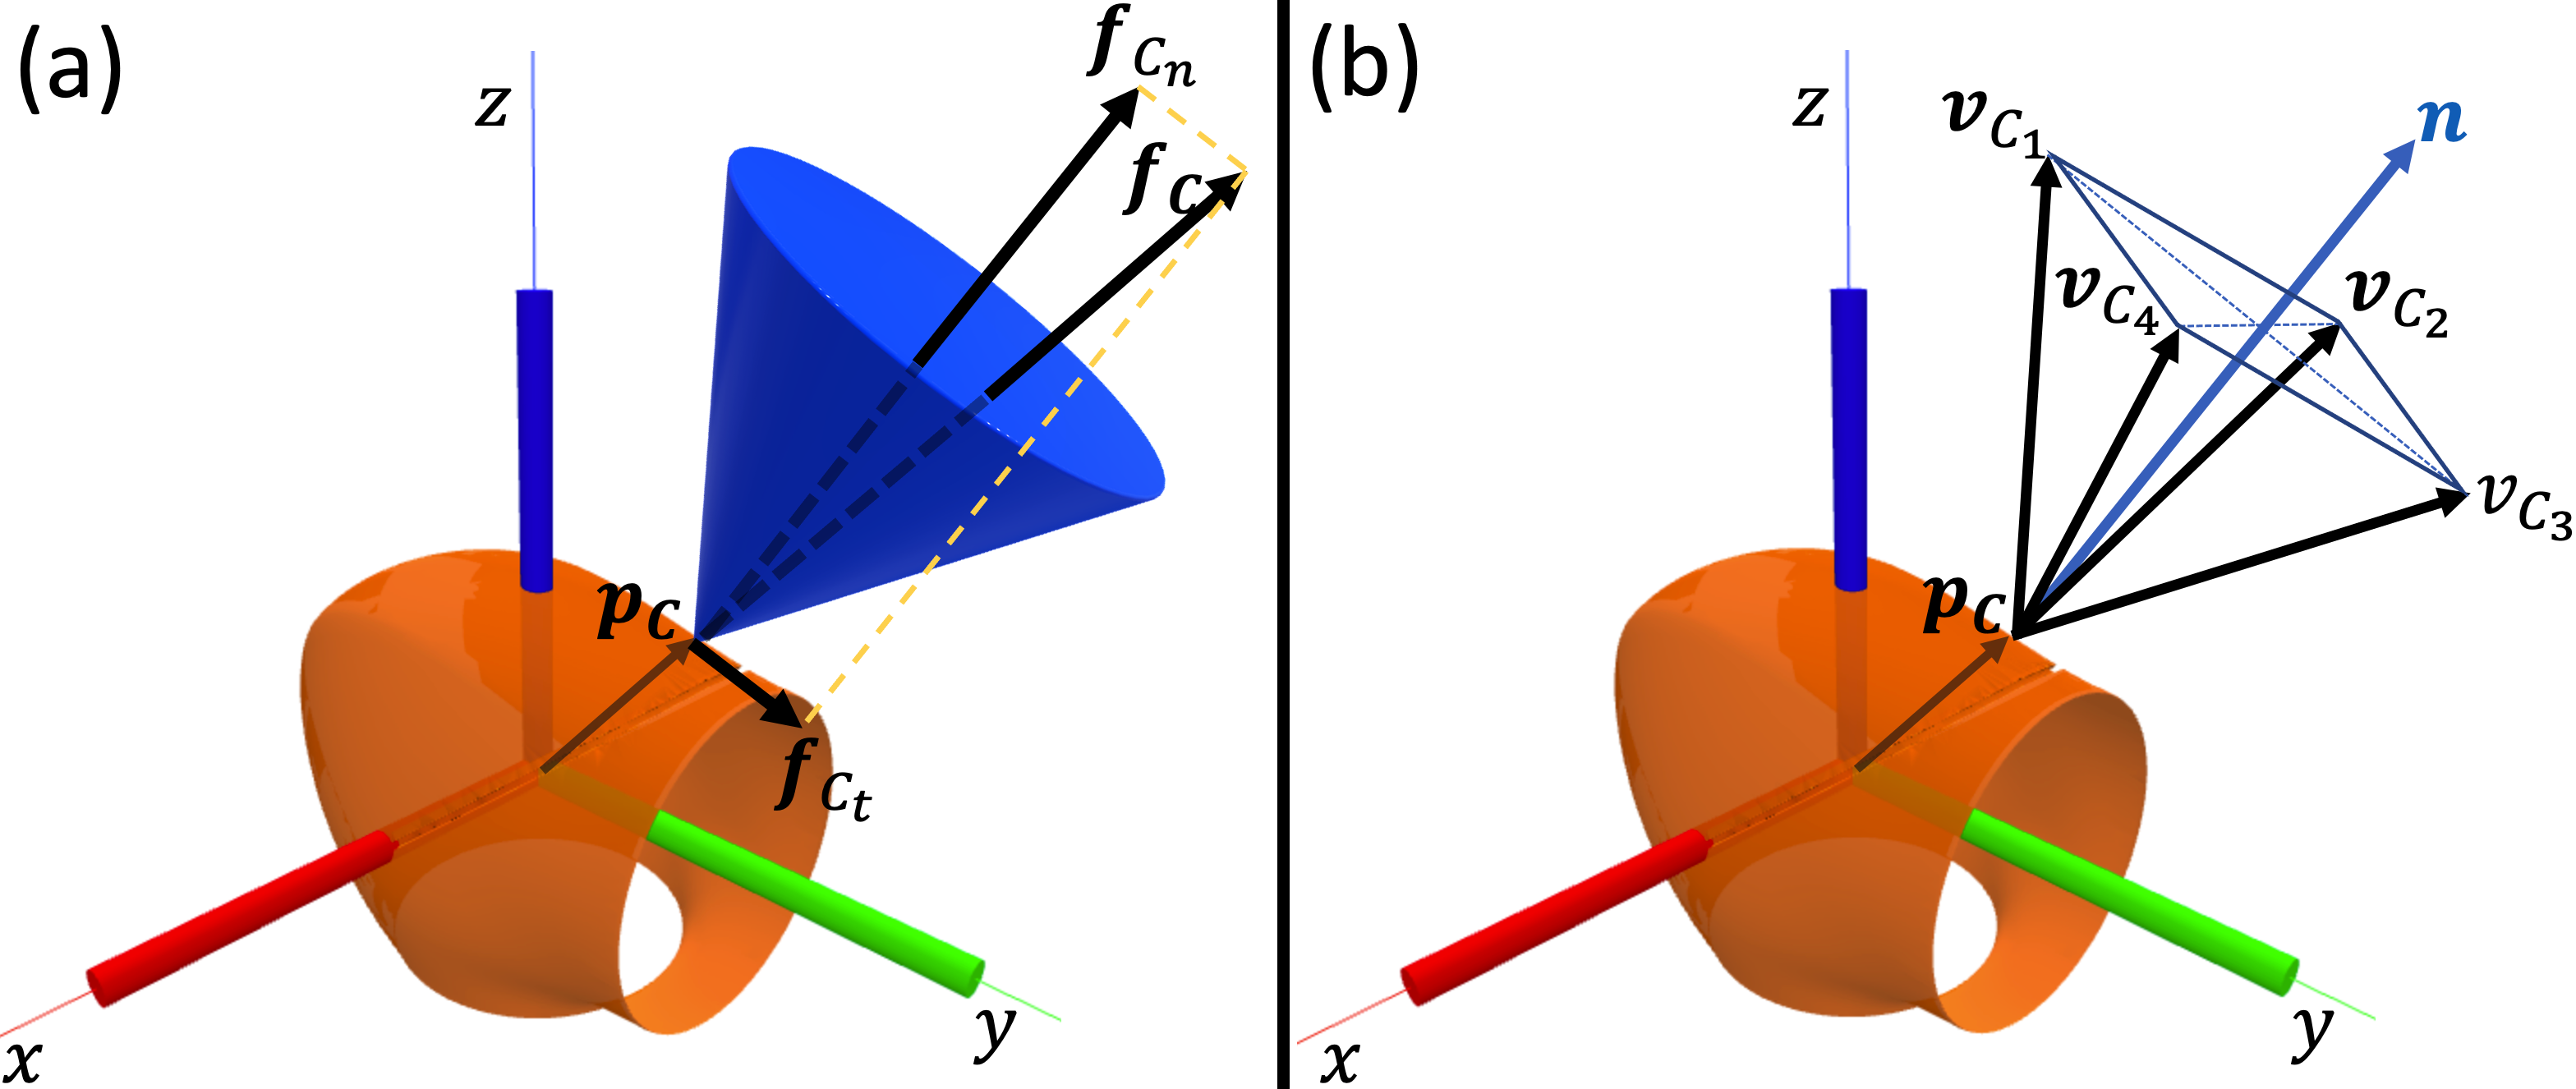 (a)
z
f_{C_n}
f_C
p_C
f_{C_t}
x
y
(b)
z
v_{C_1}
n
v_{C_4}
v_{C_2}
v_{C_3}
p_C
x
y